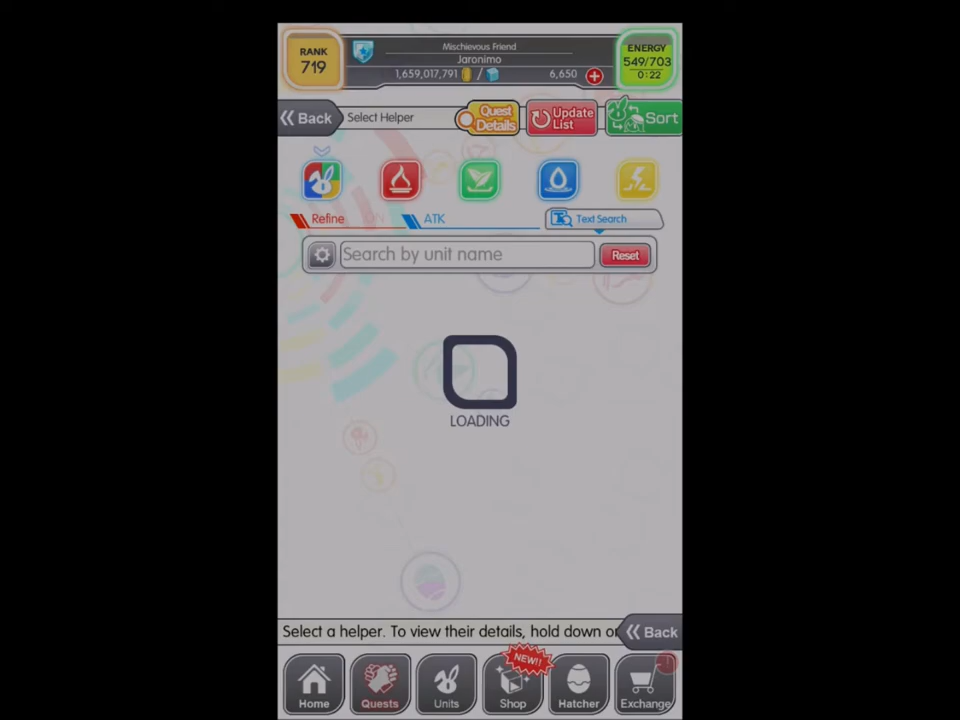 RANK
719
Mischievous Friend
Jaronimo
1,659,017,791 / 6,650
ENERGY
549/703
0:22
Back
Select Helper
Quest Details
Update List
Sort
Refine
ATK
Text Search
Search by unit name
Reset
LOADING
Select a helper. To view their details, hold down
Back
NEW!!
Home
Quests
Units
Shop
Hatcher
Exchange